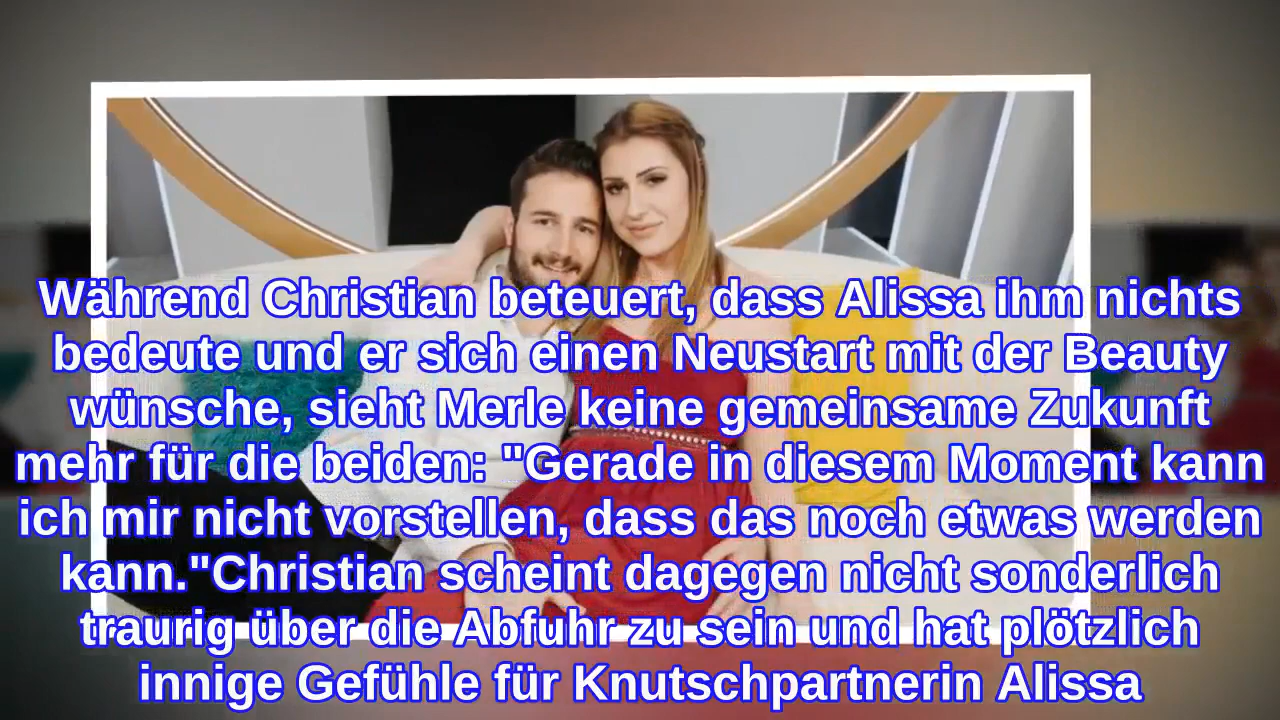 Während Christian beteuert, dass Alissa ihm nichts
bedeute und er sich einen Neustart mit der Beauty
wünsche, sieht Merle keine gemeinsame Zukunft
mehr für die beiden: "Gerade in diesem Moment kann
ich mir nicht vorstellen, dass das noch etwas werden
kann."Christian scheint dagegen nicht sonderlich
traurig über die Abfuhr zu sein und hat plötzlich
innige Gefühle für Knutschpartnerin Alissa